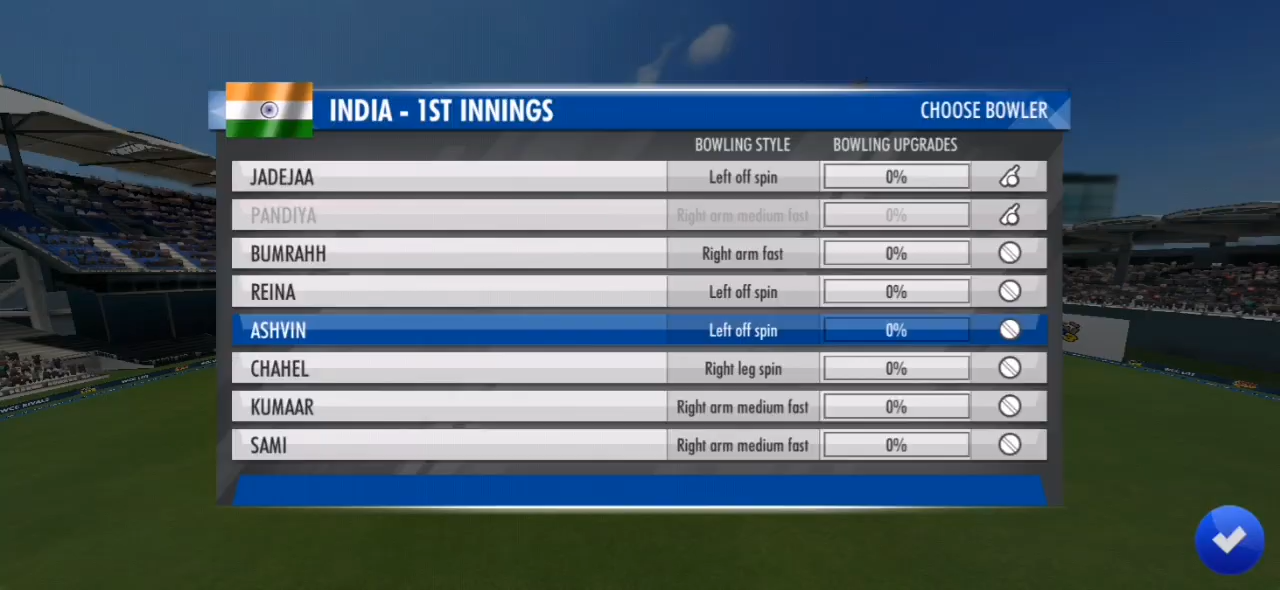 INDIA - 1ST INNINGS CHOOSE BOWLER
BOWLING STYLE BOWLING UPGRADES
JADEJAA Left off spin 0%
PANDIYA Right arm medium fast 0%
BUMRAHH Right arm fast 0%
REINA Left off spin 0%
ASHVIN Left off spin 0%
CHAHEL Right leg spin 0%
KUMAAR Right arm medium fast 0%
SAMI Right arm medium fast 0%